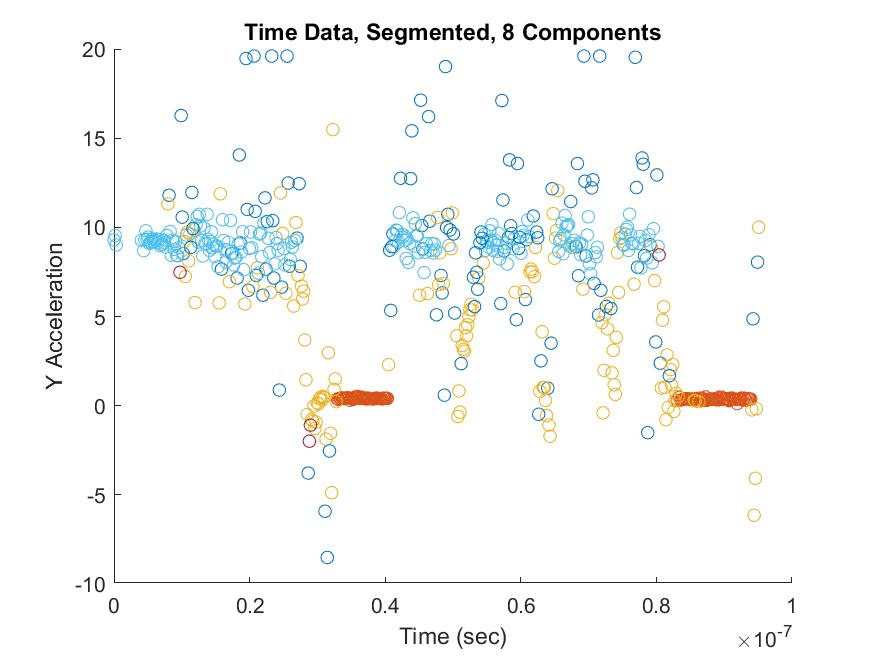 Time Data, Segmented, 8 Components
20
15
10
5
0
-5
-10
Y Acceleration
0 0.2 0.4 0.6 0.8 1
Time (sec)
×10-7